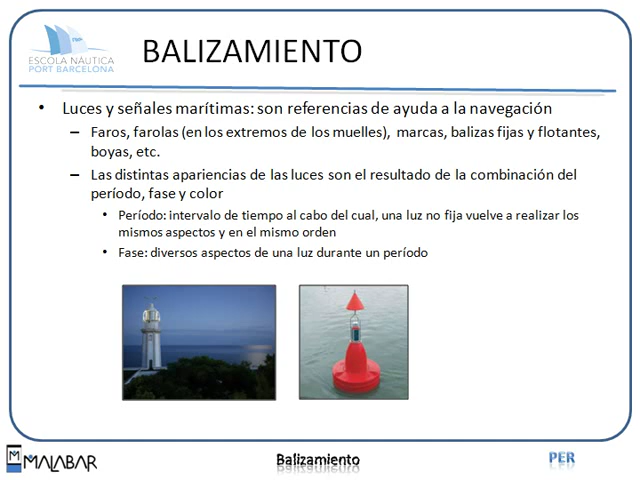 ESCOLA NÁUTICA
PORT BARCELONA
BALIZAMIENTO
• Luces y señales marítimas: son referencias de ayuda a la navegación
– Faros, farolas (en los extremos de los muelles), marcas, balizas fijas y flotantes,
boyas, etc.
– Las distintas apariencias de las luces son el resultado de la combinación del
período, fase y color
• Período: intervalo de tiempo al cabo del cual, una luz no fija vuelve a realizar los
mismos aspectos y en el mismo orden
• Fase: diversos aspectos de una luz durante un período
MALABAR
Balizamiento
PER